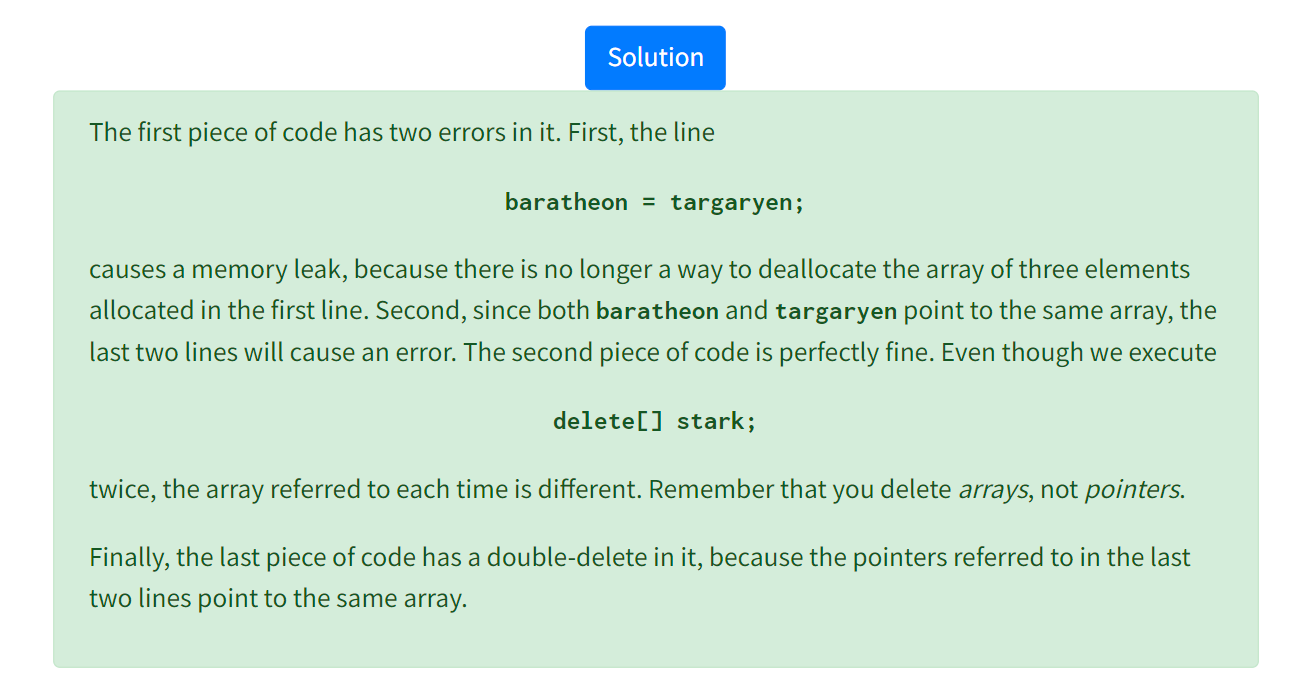 Solution
The first piece of code has two errors in it. First, the line
baratheon = targaryen;
causes a memory leak, because there is no longer a way to deallocate the array of three elements
allocated in the first line. Second, since both baratheon and targaryen point to the same array, the
last two lines will cause an error. The second piece of code is perfectly fine. Even though we execute
delete[] stark;
twice, the array referred to each time is different. Remember that you delete arrays, not pointers.
Finally, the last piece of code has a double-delete in it, because the pointers referred to in the last
two lines point to the same array.